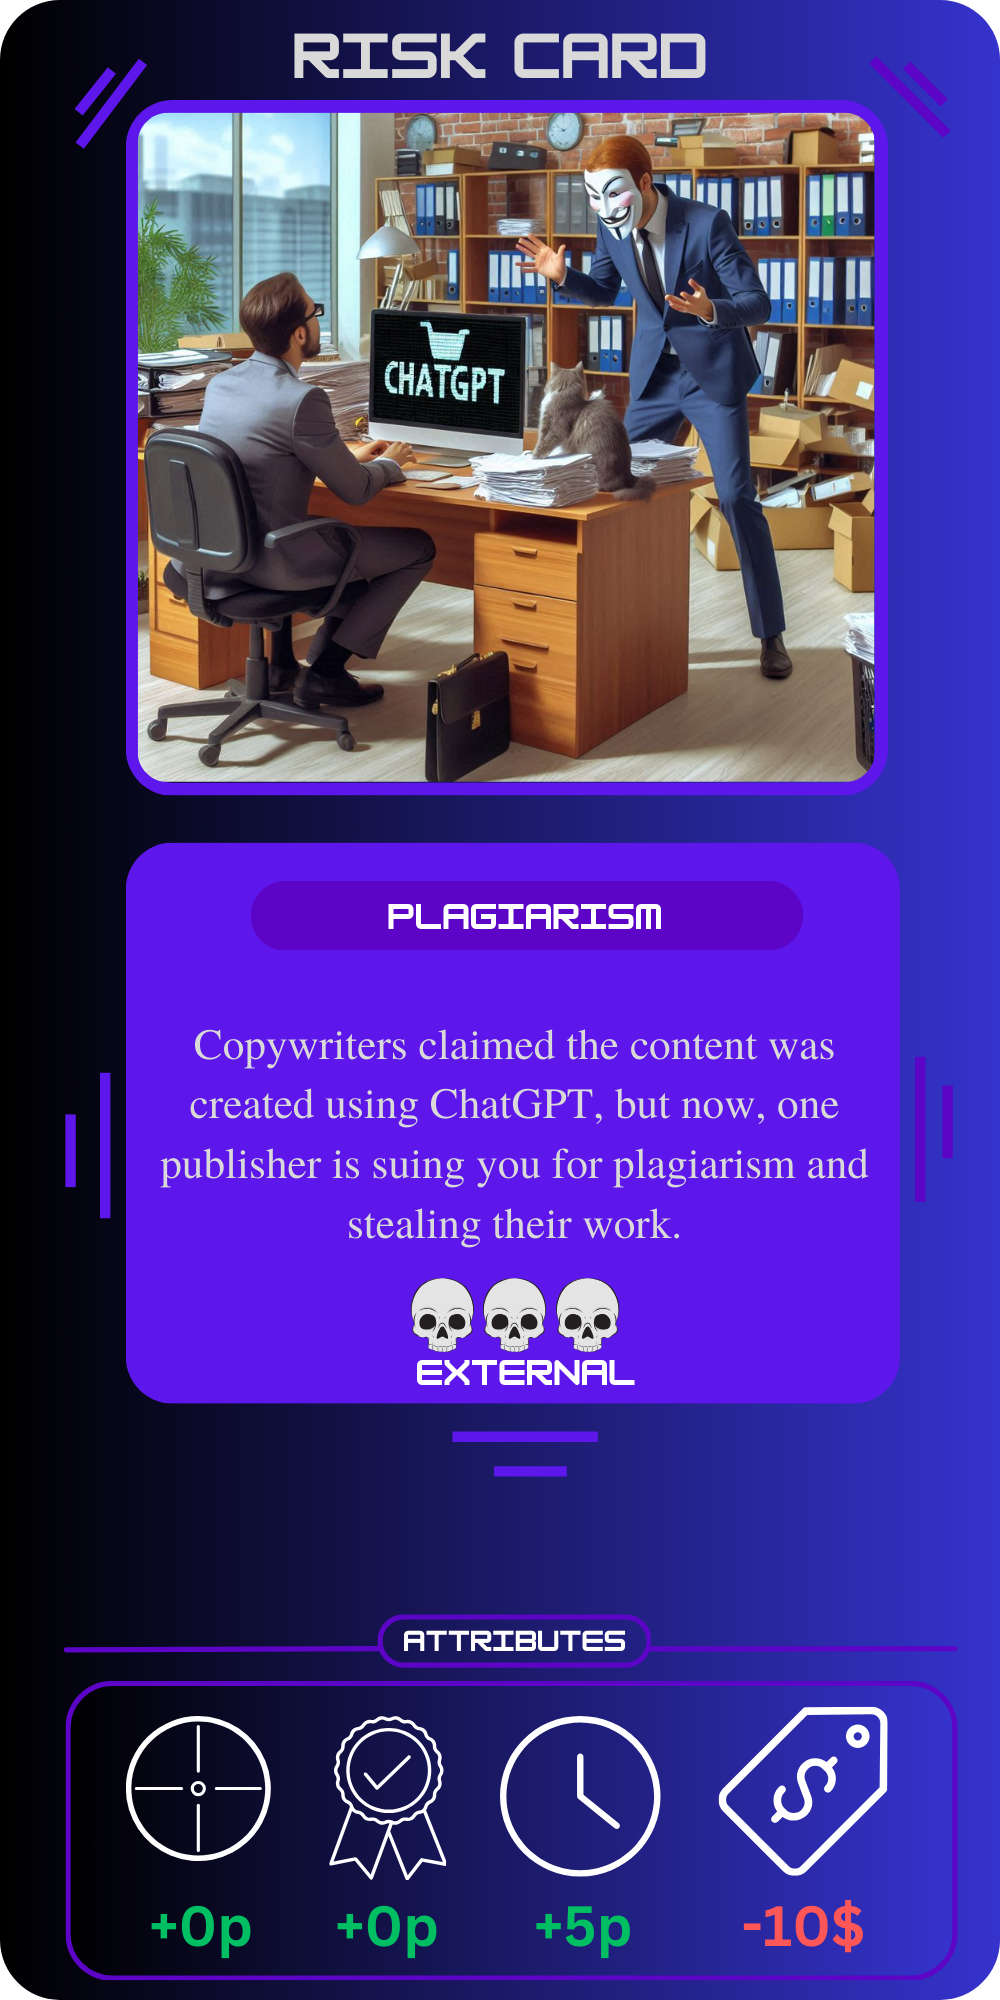 RISK CARD
CHATGPT
PLAGIARISM
Copywriters claimed the content was
created using ChatGPT, but now, one
publisher is suing you for plagiarism and
stealing their work.
EXTERNAL
ATTRIBUTES
+0p +0p +5p -10$